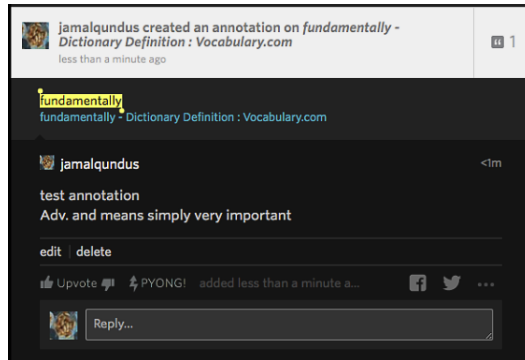 jamalqundus created an annotation on fundamentally -
Dictionary Definition : Vocabulary.com
less than a minute ago
1
fundamentally
fundamentally - Dictionary Definition : Vocabulary.com
jamalqundus
<1m
test annotation
Adv. and means simply very important
edit delete
Upvote PYONG! added less than a minute a...
Reply...